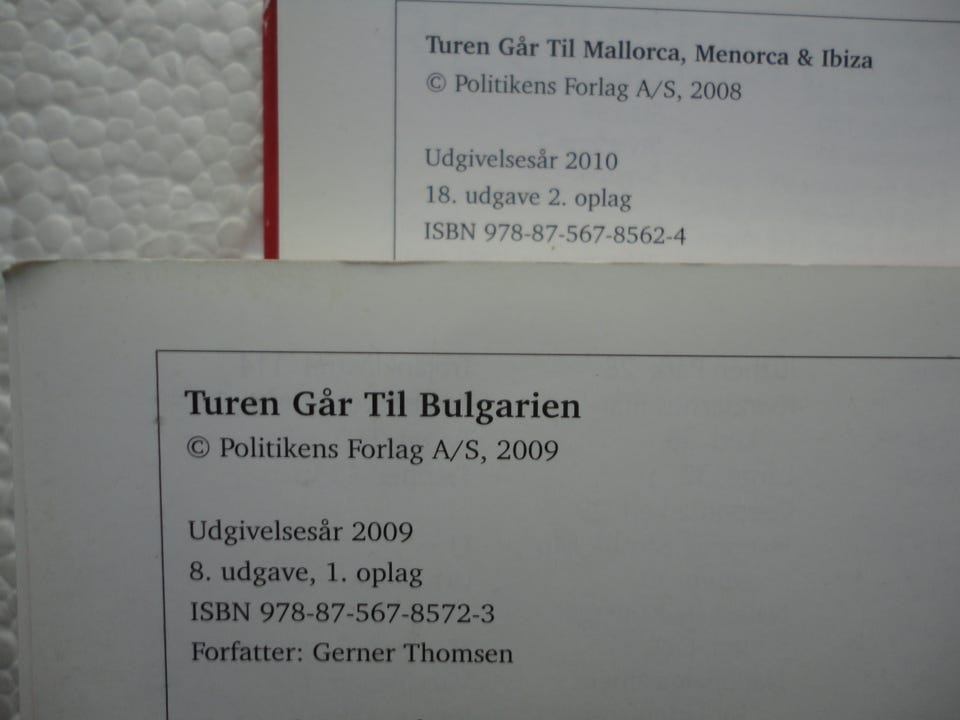 Turen Går Til Mallorca, Menorca & Ibiza
© Politikens Forlag A/S, 2008
Udgivelsesår 2010
18. udgave 2. oplag
ISBN 978-87-567-8562-4
Turen Går Til Bulgarien
© Politikens Forlag A/S, 2009
Udgivelsesår 2009
8. udgave, 1. oplag
ISBN 978-87-567-8572-3
Forfatter: Gerner Thomsen